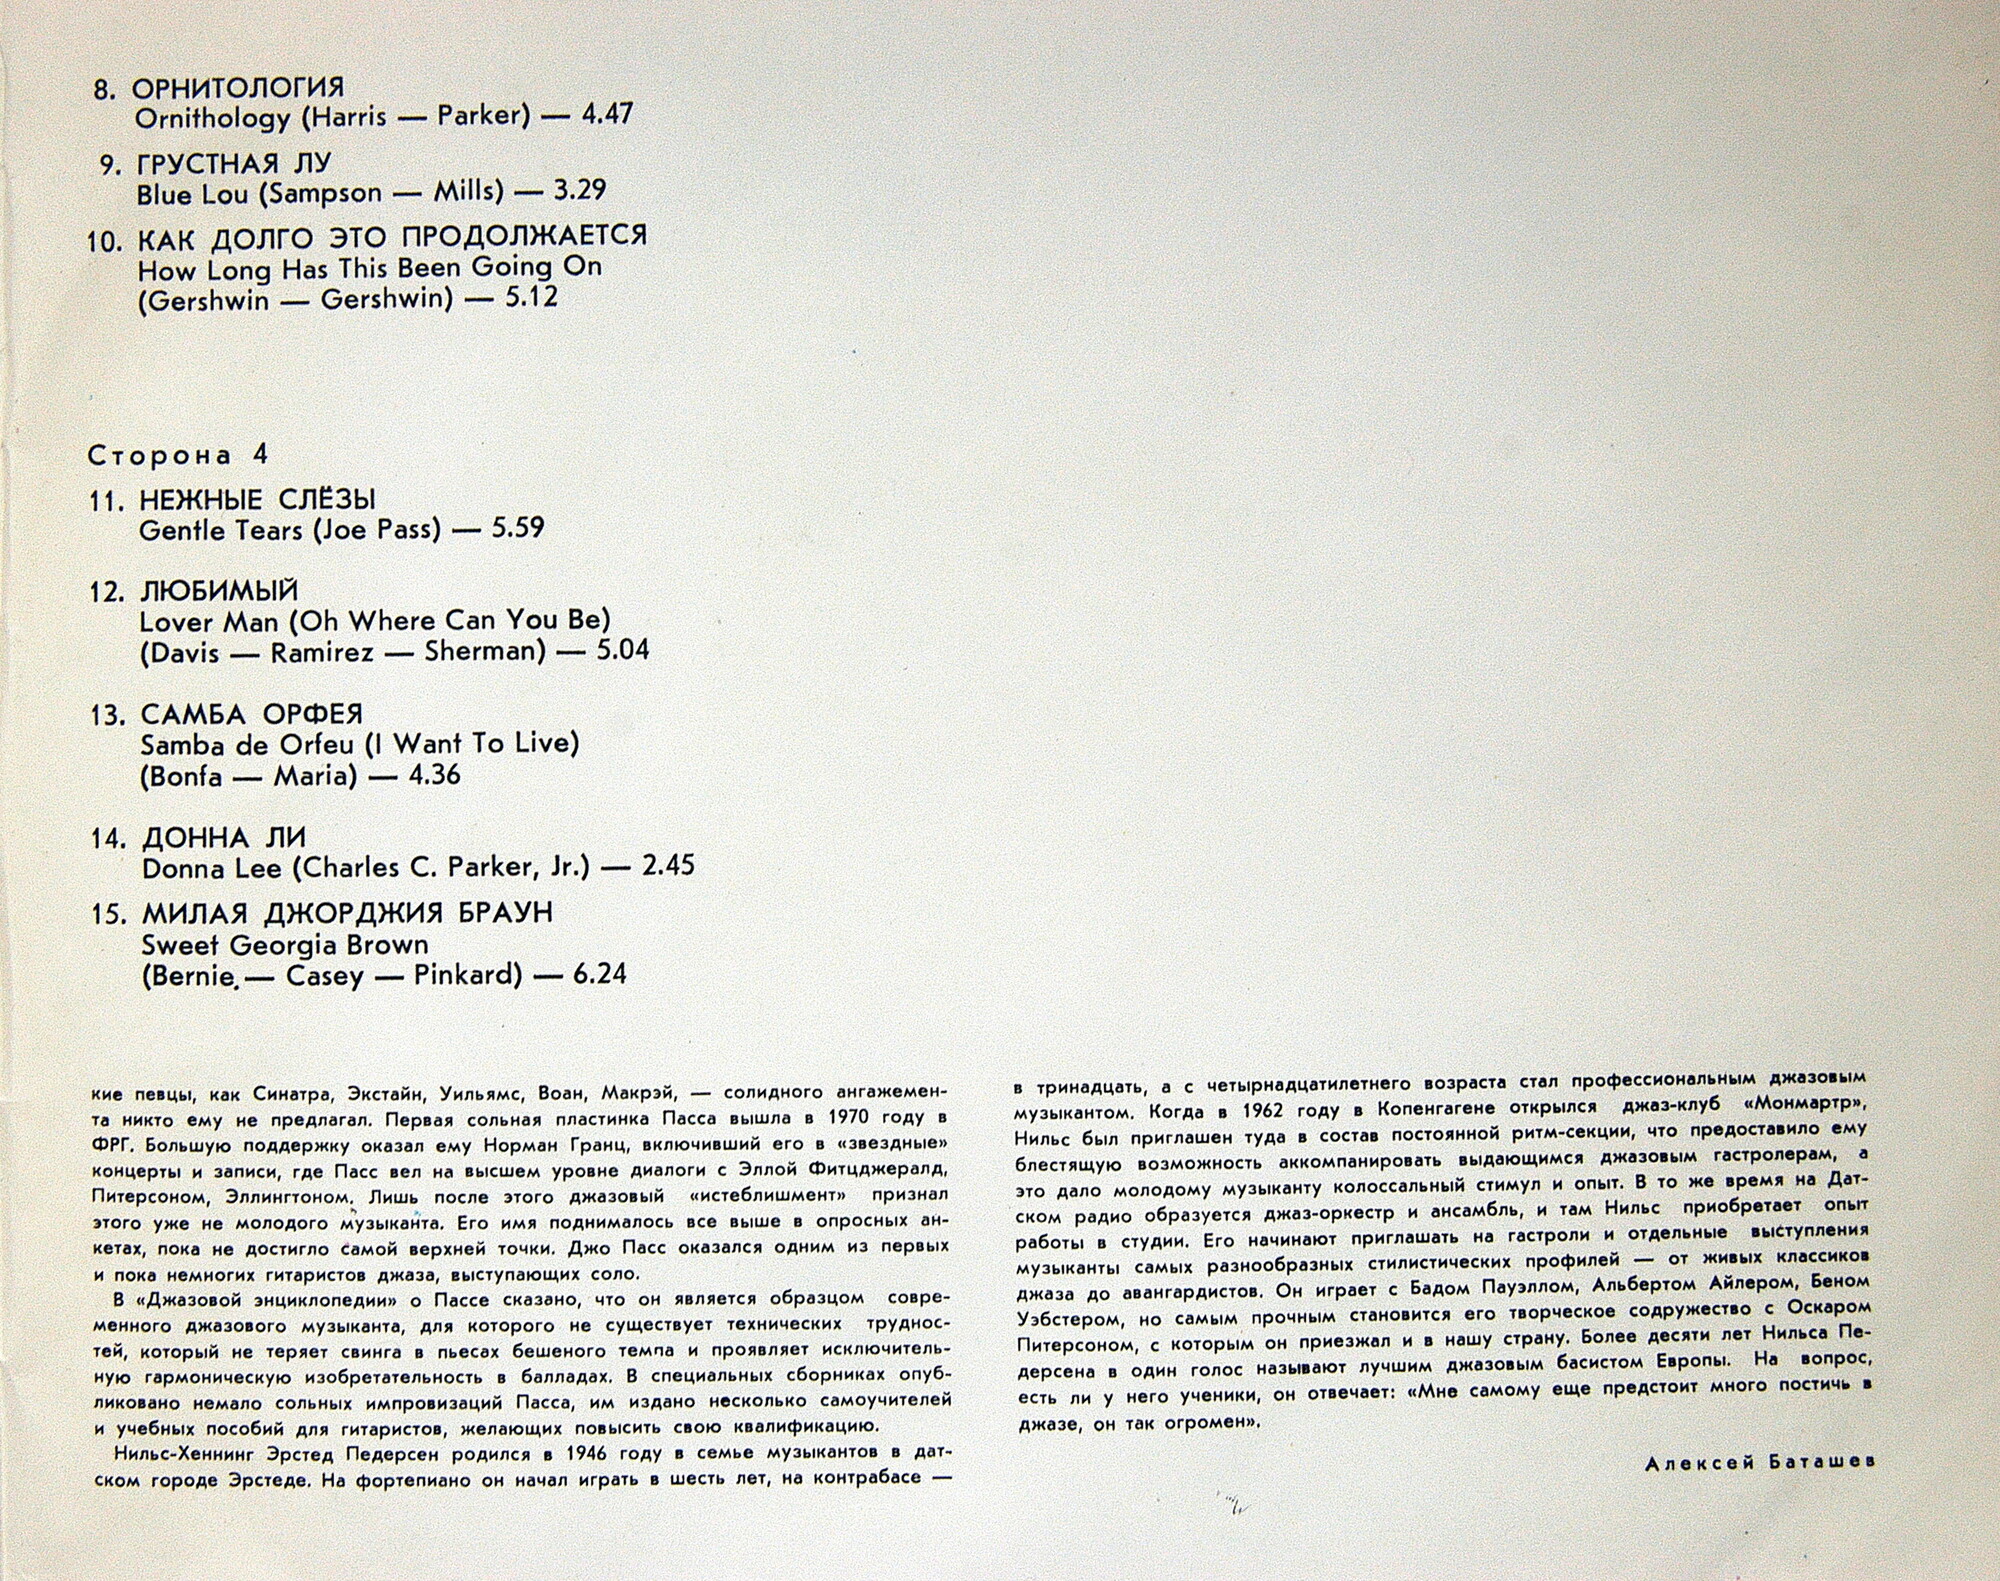 8. ОРНИТОЛОГИЯ
Ornithology (Harris — Parker) — 4.47
9. ГРУСТНАЯ ЛУ
Blue Lou (Sampson — Mills) — 3.29
10. КАК ДОЛГО ЭТО ПРОДОЛЖАЕТСЯ
How Long Has This Been Going On
(Gershwin — Gershwin) — 5.12
Сторона 4
11. НЕЖНЫЕ СЛЁЗЫ
Gentle Tears (Joe Pass) — 5.59
12. ЛЮБИМЫЙ
Lover Man (Oh Where Can You Be)
(Davis — Ramirez — Sherman) — 5.04
13. САМБА ОРФЕЯ
Samba de Orfeu (I Want To Live)
(Bonfa — Maria) — 4.36
14. ДОННА ЛИ
Donna Lee (Charles C. Parker, Jr.) — 2.45
15. МИЛАЯ ДЖОРДЖИЯ БРАУН
Sweet Georgia Brown
(Bernie — Casey — Pinkard) — 6.24
кие певцы, как Синатра, Экстайн, Уильямс, Воан, Макрэй, — солидного ангажемен-
та никто ему не предлагал. Первая сольная пластинка Пасса вышла в 1970 году в
ФРГ. Большую поддержку оказал ему Норман Гранц, включивший его в «звездные»
концерты и записи, где Пасс вел на высшем уровне диалоги с Эллой Фитцджералд,
Питерсоном, Эллингтоном. Лишь после этого джазовый «истеблишмент» признал
этого уже не молодого музыканта. Его имя поднималось все выше в опросных ан-
кетах, пока не достигло самой верхней точки. Джо Пасс оказался одним из первых
и пока немногих гитаристов джаза, выступающих соло.
В «Джазовой энциклопедии» о Пассе сказано, что он является образцом совре-
менного джазового музыканта, для которого не существует технических труднос-
тей, который не теряет свинга в пьесах бешеного темпа и проявляет исключитель-
ную гармоническую изобретательность в балладах. В специальных сборниках опуб-
ликовано немало сольных импровизаций Пасса, им издано несколько самоучителей
и учебных пособий для гитаристов, желающих повысить свою квалификацию.
Нильс-Хеннинг Эрстед Педерсен родился в 1946 году в семье музыкантов в дат-
ском городе Эрстеде. На фортепиано он начал играть в шесть лет, на контрабасе —
в тринадцать, а с четырнадцатилетнего возраста стал профессиональным джазовым
музыкантом. Когда в 1962 году в Копенгагене открылся джаз-клуб «Монмартр»,
Нильс был приглашен туда в состав постоянной ритм-секции, что предоставило ему
блестящую возможность аккомпанировать выдающимся джазовым гастролерам, а
это дало молодому музыканту колоссальный стимул и опыт. В то же время на Дат-
ском радио образуется джаз-оркестр и ансамбль, и там Нильс приобретает опыт
работы в студии. Его начинают приглашать на гастроли и отдельные выступления
музыканты самых разнообразных стилистических профилей — от живых классиков
джаза до авангардистов. Он играет с Бадом Пауэллом, Альбертом Айлером, Беном
Уэбстером, но самым прочным становится его творческое содружество с Оскаром
Питерсоном, с которым он приезжал и в нашу страну. Более десяти лет Нильса Пе-
дерсена в один голос называют лучшим джазовым басистом Европы. На вопрос,
есть ли у него ученики, он отвечает: «Мне самому еще предстоит много постичь в
джазе, он так огромен».
Алексей Баташев